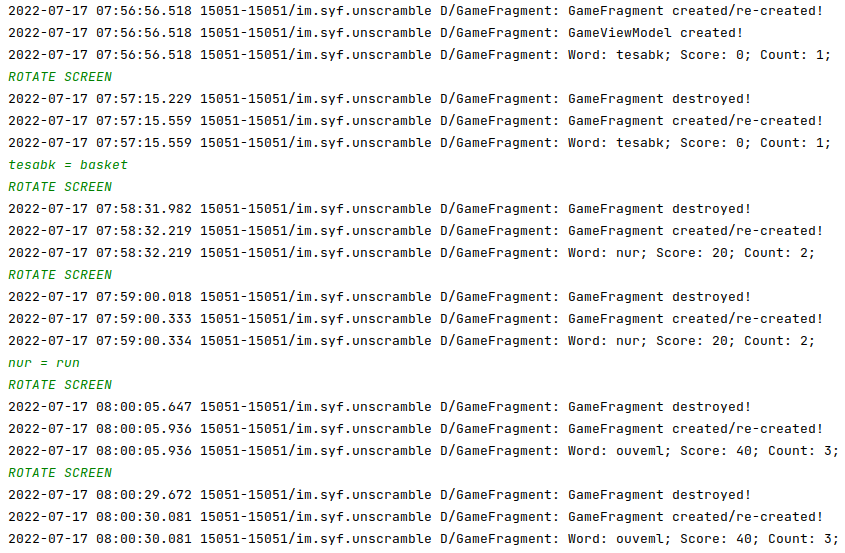 2022-07-17 07:56:56.518 15051-15051/im.syf.unscramble D/GameFragment: GameFragment created/re-created!
2022-07-17 07:56:56.518 15051-15051/im.syf.unscramble D/GameFragment: GameViewModel created!
2022-07-17 07:56:56.518 15051-15051/im.syf.unscramble D/GameFragment: Word: tesabk; Score: 0; Count: 1;
ROTATE SCREEN
2022-07-17 07:57:15.229 15051-15051/im.syf.unscramble D/GameFragment: GameFragment destroyed!
2022-07-17 07:57:15.559 15051-15051/im.syf.unscramble D/GameFragment: GameFragment created/re-created!
2022-07-17 07:57:15.559 15051-15051/im.syf.unscramble D/GameFragment: Word: tesabk; Score: 0; Count: 1;
tesabk = basket
ROTATE SCREEN
2022-07-17 07:58:31.982 15051-15051/im.syf.unscramble D/GameFragment: GameFragment destroyed!
2022-07-17 07:58:32.219 15051-15051/im.syf.unscramble D/GameFragment: GameFragment created/re-created!
2022-07-17 07:58:32.219 15051-15051/im.syf.unscramble D/GameFragment: Word: nur; Score: 20; Count: 2;
ROTATE SCREEN
2022-07-17 07:59:00.018 15051-15051/im.syf.unscramble D/GameFragment: GameFragment destroyed!
2022-07-17 07:59:00.333 15051-15051/im.syf.unscramble D/GameFragment: GameFragment created/re-created!
2022-07-17 07:59:00.334 15051-15051/im.syf.unscramble D/GameFragment: Word: nur; Score: 20; Count: 2;
nur = run
ROTATE SCREEN
2022-07-17 08:00:05.647 15051-15051/im.syf.unscramble D/GameFragment: GameFragment destroyed!
2022-07-17 08:00:05.936 15051-15051/im.syf.unscramble D/GameFragment: GameFragment created/re-created!
2022-07-17 08:00:05.936 15051-15051/im.syf.unscramble D/GameFragment: Word: ouveml; Score: 40; Count: 3;
ROTATE SCREEN
2022-07-17 08:00:29.672 15051-15051/im.syf.unscramble D/GameFragment: GameFragment destroyed!
2022-07-17 08:00:30.081 15051-15051/im.syf.unscramble D/GameFragment: GameFragment created/re-created!
2022-07-17 08:00:30.081 15051-15051/im.syf.unscramble D/GameFragment: Word: ouveml; Score: 40; Count: 3;